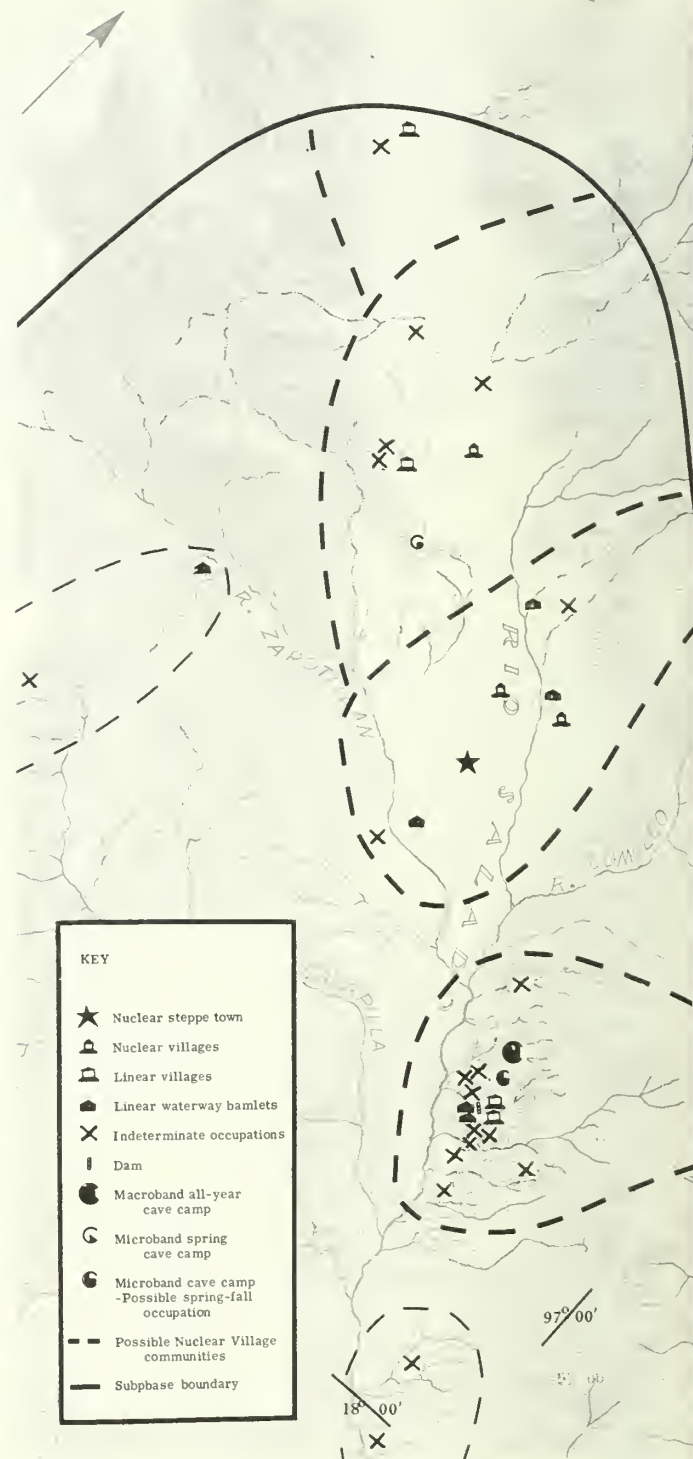 R. ZAPOTITLAN
RIO SALADO
KEY
Nuclear steppe town
Nuclear villages
Linear villages
Linear waterway bamlets
Indeterminate occupations
Dam
Macroband all-year
cave camp
Microband spring
cave camp
Microband cave camp
-Possible spring-fall
occupation
Possible Nuclear Village
communities
Subpbase boundary
97° 00'
18° 00'